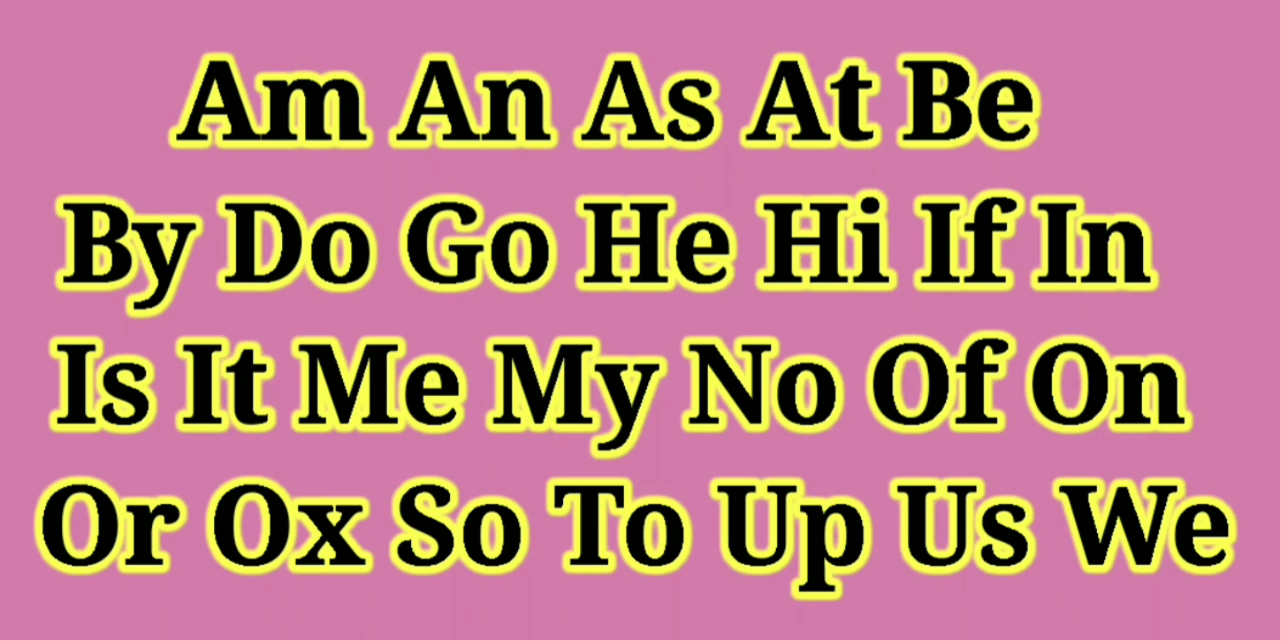 Am An As At Be
By Do Go He Hi If In
Is It Me My No Of On
Or Ox So To Up Us We